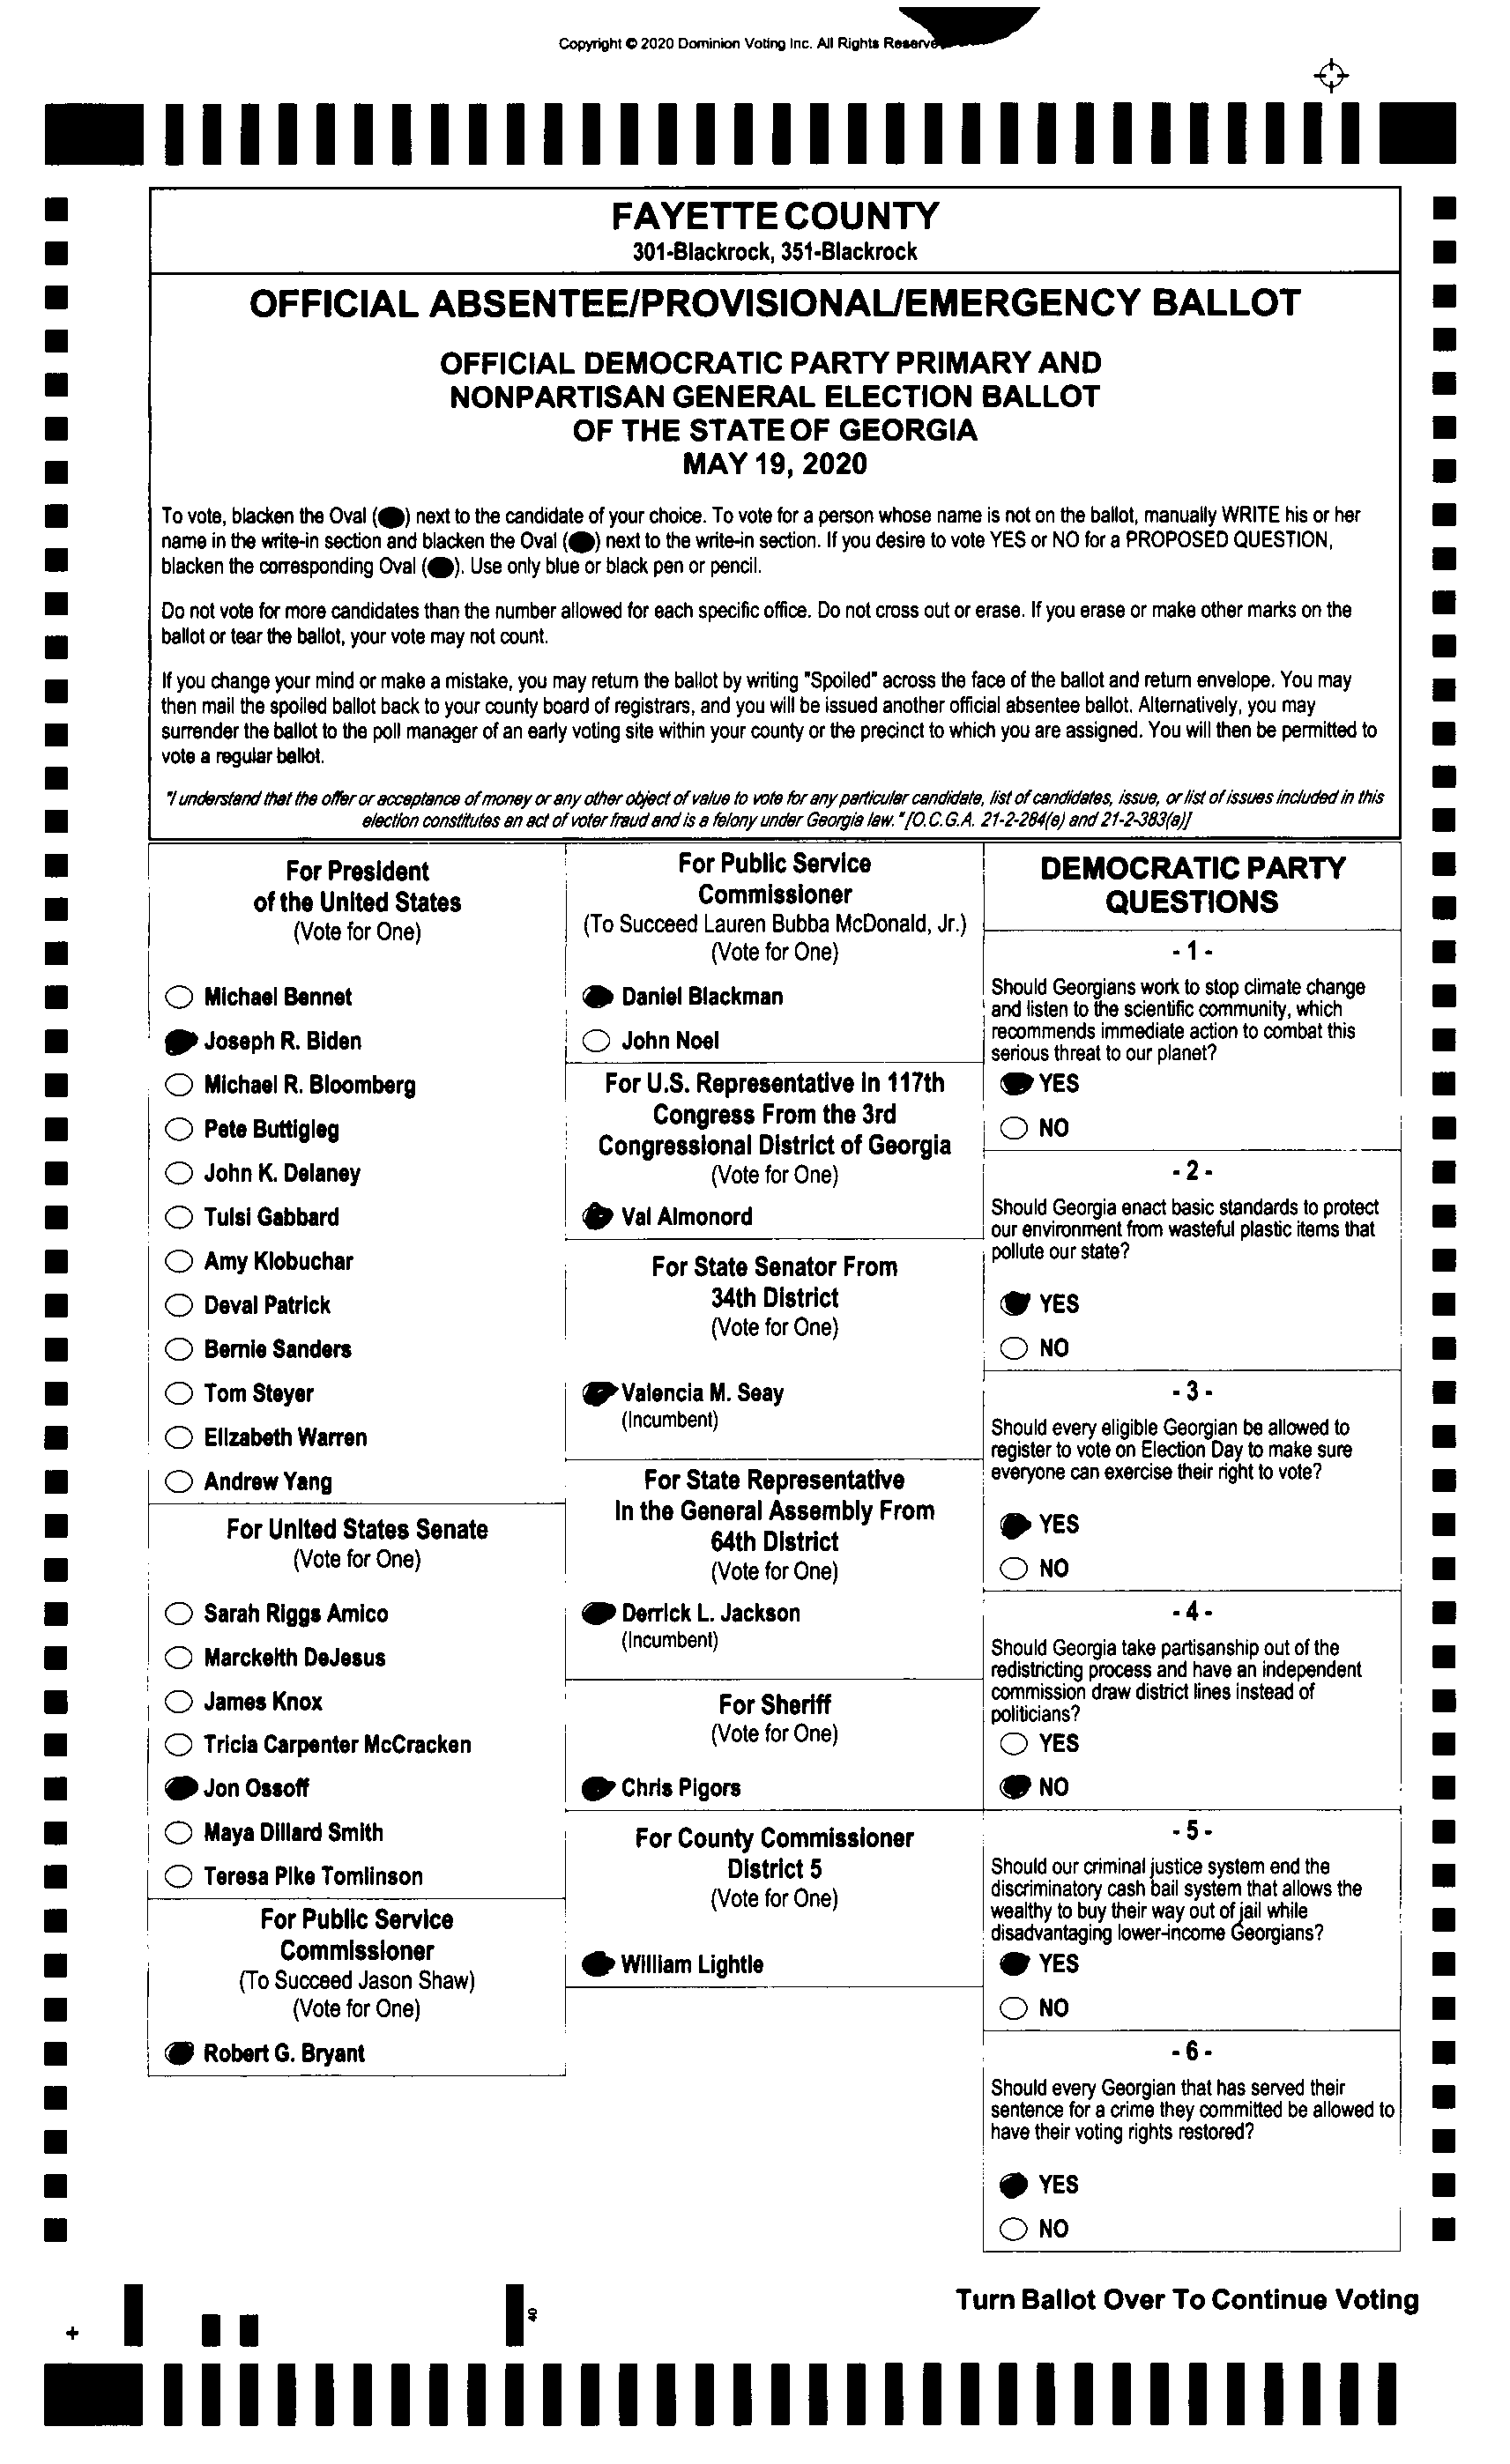 Copyright © 2020 Dominion Voting Inc. All Rights
FAYETTE COUNTY
301-Blackrock, 351-Blackrock
OFFICIAL ABSENTEE/PROVISIONAL/EMERGENCY BALLOT
OFFICIAL DEMOCRATIC PARTY PRIMARY AND
NONPARTISAN GENERAL ELECTION BALLOT
OF THE STATE OF GEORGIA
MAY 19, 2020
To vote, blacken the Oval () next to the candidate of your choice. To vote for a person whose name is not on the ballot, manually WRITE his or her
name in the write-in section and blacken the Oval () next to the write-in section. If you desire to vote YES or NO for a PROPOSED QUESTION,
blacken the corresponding Oval (). Use only blue or black pen or pencil.
Do not vote for more candidates than the number allowed for each specific office. Do not cross out or erase. If you erase or make other marks on the
ballot or tear the ballot, your vote may not count.
If you change your mind or make a mistake, you may return the ballot by writing "Spoiled" across the face of the ballot and return envelope. You may
then mail the spoiled ballot back to your county board of registrars, and you will be issued another official absentee ballot. Alternatively, you may
surrender the ballot to the poll manager of an early voting site within your county or the precinct to which you are assigned. You will then be permitted to
vote a regular ballot.
"I understand that the offer or acceptance of money or any other object of value to vote for any particular candidate, list of candidates, issue, or list of issues included in this
election constitutes an act of voter fraud and is a felony under Georgia law." [O.C.G.A. 21-2-284(e) and 21-2-383(a)]
For President
of the United States
(Vote for One)
Michael Bennet
Joseph R. Biden
Michael R. Bloomberg
Pete Buttigieg
John K. Delaney
Tulsi Gabbard
Amy Klobuchar
Deval Patrick
Bernie Sanders
Tom Steyer
Elizabeth Warren
Andrew Yang
For United States Senate
(Vote for One)
Sarah Riggs Amico
Marckeith DeJesus
James Knox
Tricia Carpenter McCracken
Jon Ossoff
Maya Dillard Smith
Teresa Pike Tomlinson
For Public Service
Commissioner
(To Succeed Jason Shaw)
(Vote for One)
Robert G. Bryant
For Public Service
Commissioner
(To Succeed Lauren Bubba McDonald, Jr.)
(Vote for One)
Daniel Blackman
John Noel
For U.S. Representative in 117th
Congress From the 3rd
Congressional District of Georgia
(Vote for One)
Val Almonord
For State Senator From
34th District
(Vote for One)
Valencia M. Seay
(Incumbent)
For State Representative
In the General Assembly From
64th District
(Vote for One)
Derrick L. Jackson
(Incumbent)
For Sheriff
(Vote for One)
Chris Pigors
For County Commissioner
District 5
(Vote for One)
William Lightle
DEMOCRATIC PARTY
QUESTIONS
- 1 -
Should Georgians work to stop climate change
and listen to the scientific community, which
recommends immediate action to combat this
serious threat to our planet?
YES
NO
- 2 -
Should Georgia enact basic standards to protect
our environment from wasteful plastic items that
pollute our state?
YES
NO
- 3 -
Should every eligible Georgian be allowed to
register to vote on Election Day to make sure
everyone can exercise their right to vote?
YES
NO
- 4 -
Should Georgia take partisanship out of the
redistricting process and have an independent
commission draw district lines instead of
politicians?
YES
NO
- 5 -
Should our criminal justice system end the
discriminatory cash bail system that allows the
wealthy to buy their way out of jail while
disadvantaging lower-income Georgians?
YES
NO
- 6 -
Should every Georgian that has served their
sentence for a crime they committed be allowed to
have their voting rights restored?
YES
NO
Turn Ballot Over To Continue Voting
40